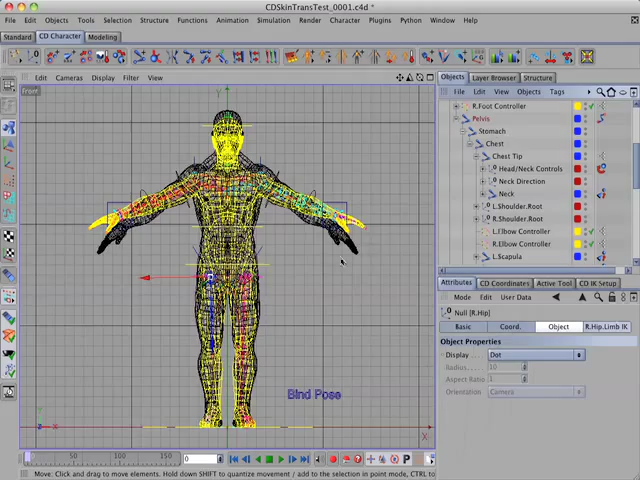 CDSkinTransTest_0001.c4d *
File Edit Objects Tools Selection Structure Functions Animation Simulation Render Character Plugins Python Window Help
Standard CD Character Modeling
Edit Cameras Display Filter View
Front
Y
Bind Pose
X
Y
X
Objects Layer Browser Structure
File Edit View Objects Tags
R.Foot Controller
Pelvis
Stomach
Chest
Chest Tip
Head/Neck Controls
Neck Direction
Neck
L.Shoulder.Root
R.Shoulder.Root
L.Elbow Controller
R.Elbow Controller
L.Scapula
Attributes CD Coordinates Active Tool CD IK Setup
Mode Edit User Data
Null [R.Hip]
Basic Coord. Object R.Hip.Limb IK
Object Properties
Display Dot
Radius 10
Aspect Ratio 1
Orientation Camera
0 50 100 150 200
0
Move: Click and drag to move elements. Hold down SHIFT to quantize movement / add to the selection in point mode, CTRL to